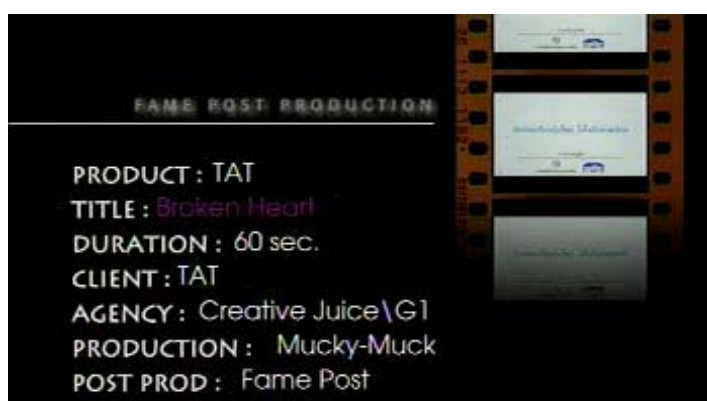 FAME POST PRODUCTION
PRODUCT : TAT
TITLE : Broken Heart
DURATION : 60 sec.
CLIENT : TAT
AGENCY : Creative Juice\G1
PRODUCTION : Mucky-Muck
POST PROD : Fame Post